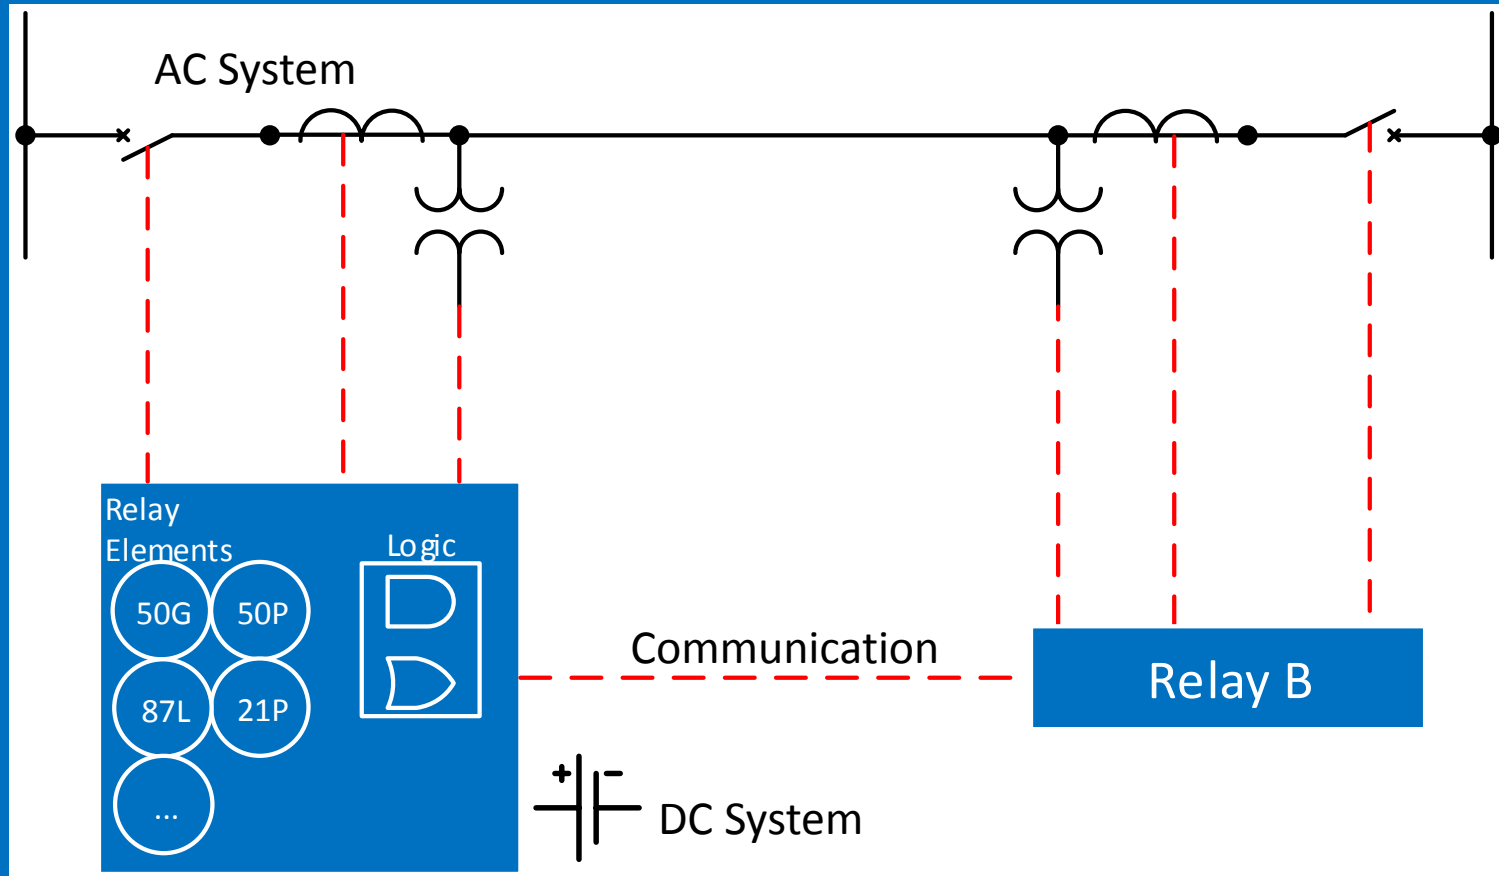 AC System
Relay
Elements
Logic
50G
50P
87L
21P
...
Communication
Relay B
+
-
DC System